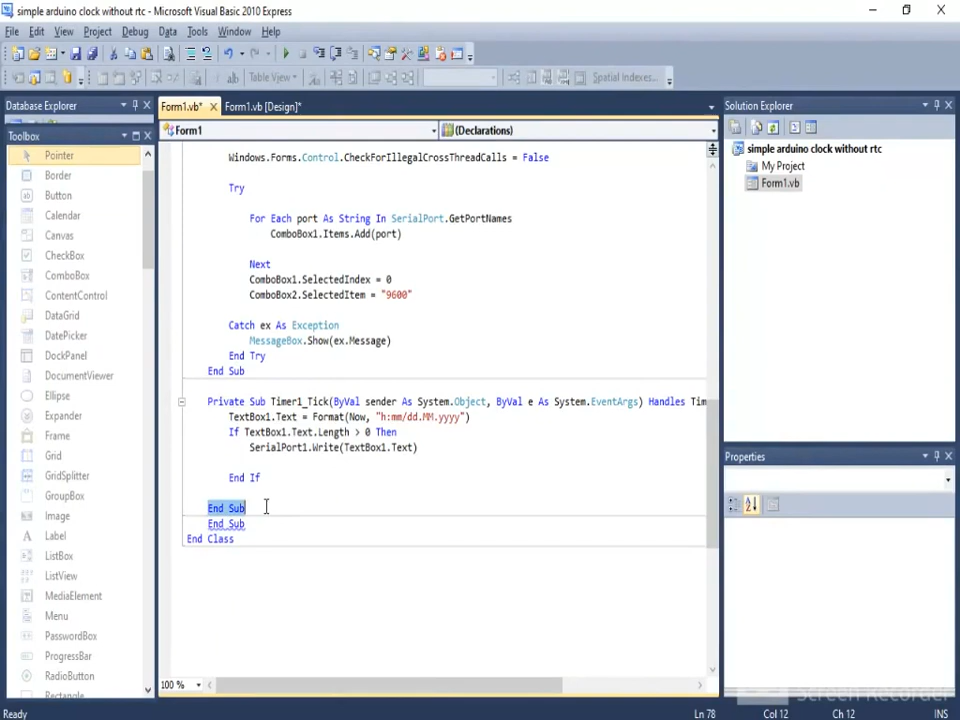 simple arduino clock without rtc - Microsoft Visual Basic 2010 Express
File Edit View Project Debug Data Tools Window Help
Table View Spatial Indexes...
Database Explorer
Form1.vb* Form1.vb [Design]*
Solution Explorer
Toolbox
Form1 (Declarations)
Pointer
Border
Button
Calendar
Canvas
CheckBox
ComboBox
ContentControl
DataGrid
DatePicker
DockPanel
DocumentViewer
Ellipse
Expander
Frame
Grid
GridSplitter
GroupBox
Image
Label
ListBox
ListView
MediaElement
Menu
PasswordBox
ProgressBar
RadioButton
Rectangle
Windows.Forms.Control.CheckForIllegalCrossThreadCalls = False
Try
For Each port As String In SerialPort.GetPortNames
ComboBox1.Items.Add(port)
Next
ComboBox1.SelectedIndex = 0
ComboBox2.SelectedItem = "9600"
Catch ex As Exception
MessageBox.Show(ex.Message)
End Try
End Sub
Private Sub Timer1_Tick(ByVal sender As System.Object, ByVal e As System.EventArgs) Handles Tim
TextBox1.Text = Format(Now, "h:mm/dd.MM.yyyy")
If TextBox1.Text.Length > 0 Then
SerialPort1.Write(TextBox1.Text)
End If
End Sub
End Sub
End Class
simple arduino clock without rtc
My Project
Form1.vb
Properties
100 %
Screen Recorder
Ready Ln 78 Col 12 Ch 12 INS